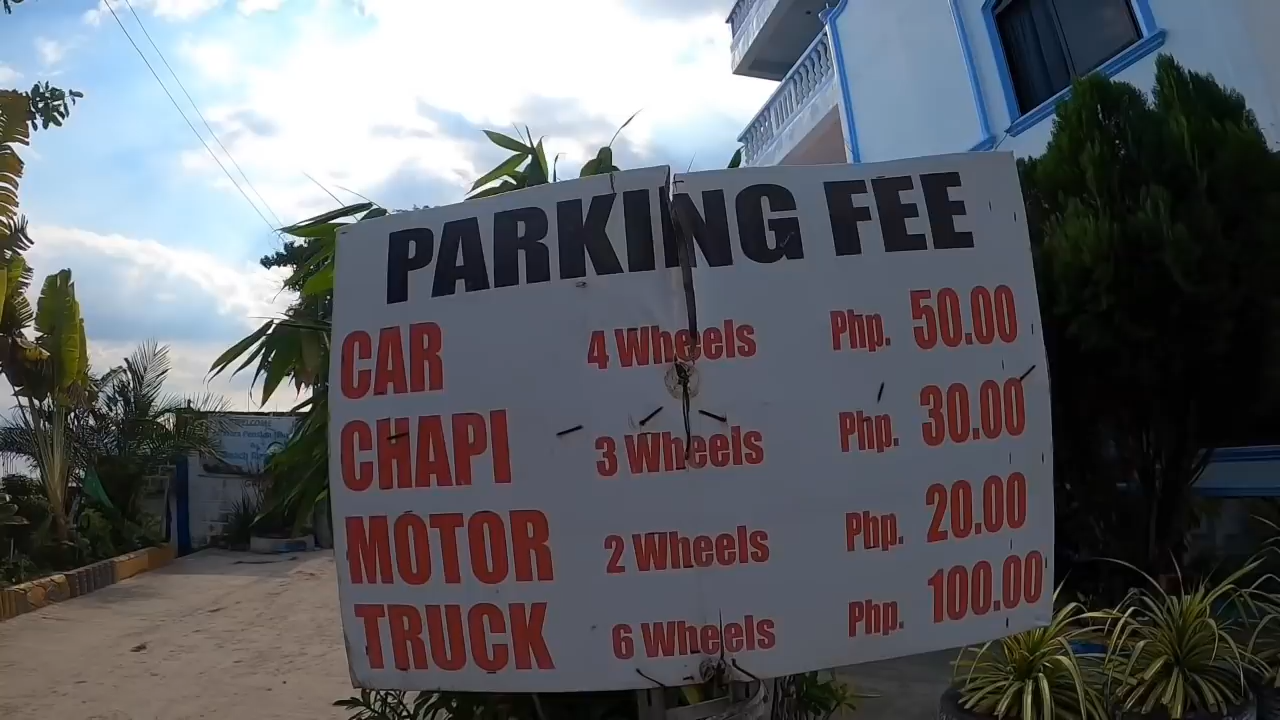 PARKING FEE
CAR 4 Wheels Php. 50.00
CHAPI 3 Wheels Php. 30.00
MOTOR 2 Wheels Php. 20.00
TRUCK 6 Wheels Php. 100.00
WELCOME